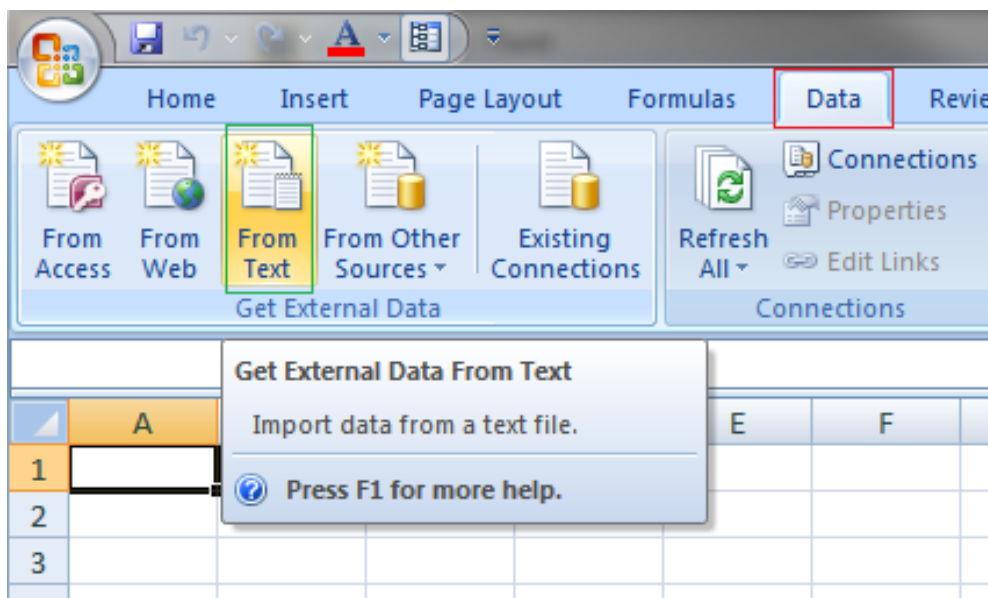 Home Insert Page Layout Formulas Data Revie
From Access
From Web
From Text
From Other Sources
Existing Connections
Refresh All
Connections
Properties
Edit Links
Get External Data
Connections
Get External Data From Text
Import data from a text file.
Press F1 for more help.
A E F
1
2
3